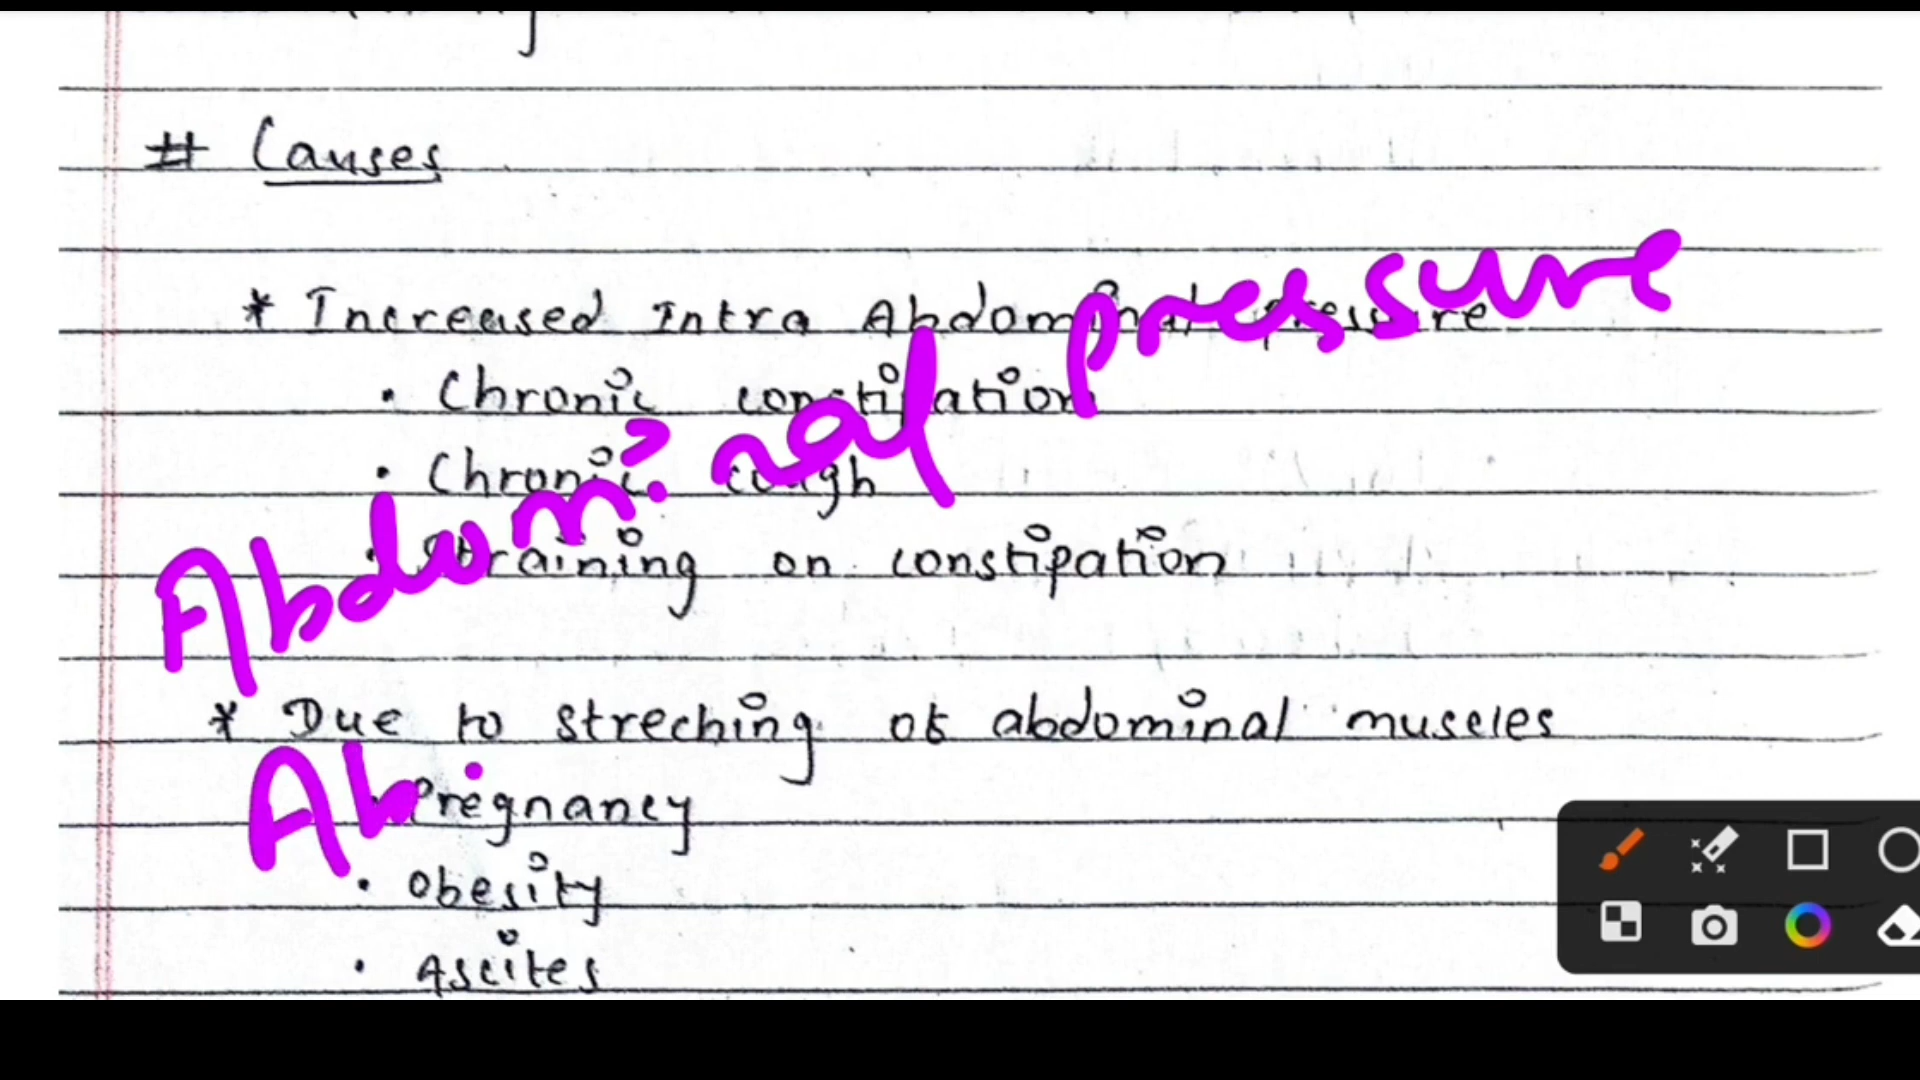 # Causes
* Increased Intra Abdominal pressure
• Chronic constipation
• Chronic cough
• Straining on constipation
Abdominal pressure
* Due to streching of abdominal muscles
Ab
• Pregnancy
• Obesity
• Ascites